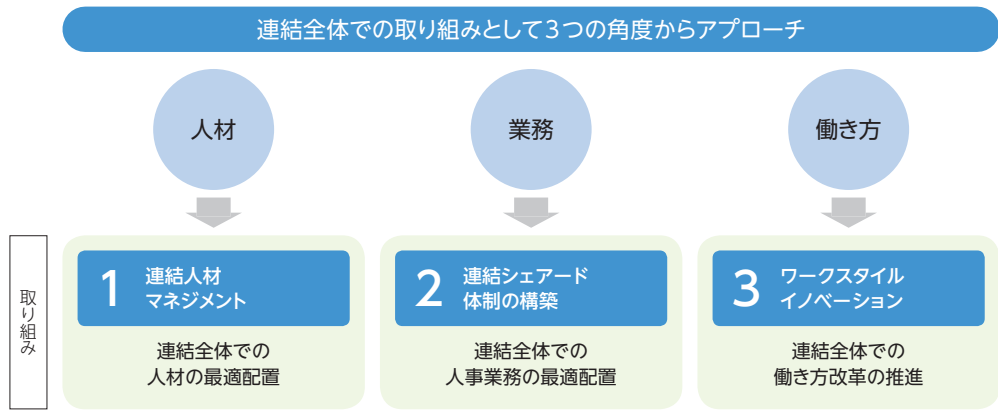 連結全体での取り組みとして3つの角度からアプローチ
人材
業務
働き方
取り組み
1 連結人材
マネジメント
連結全体での
人材の最適配置
2 連結シェアード
体制の構築
連結全体での
人事業務の最適配置
3 ワークスタイル
イノベーション
連結全体での
働き方改革の推進